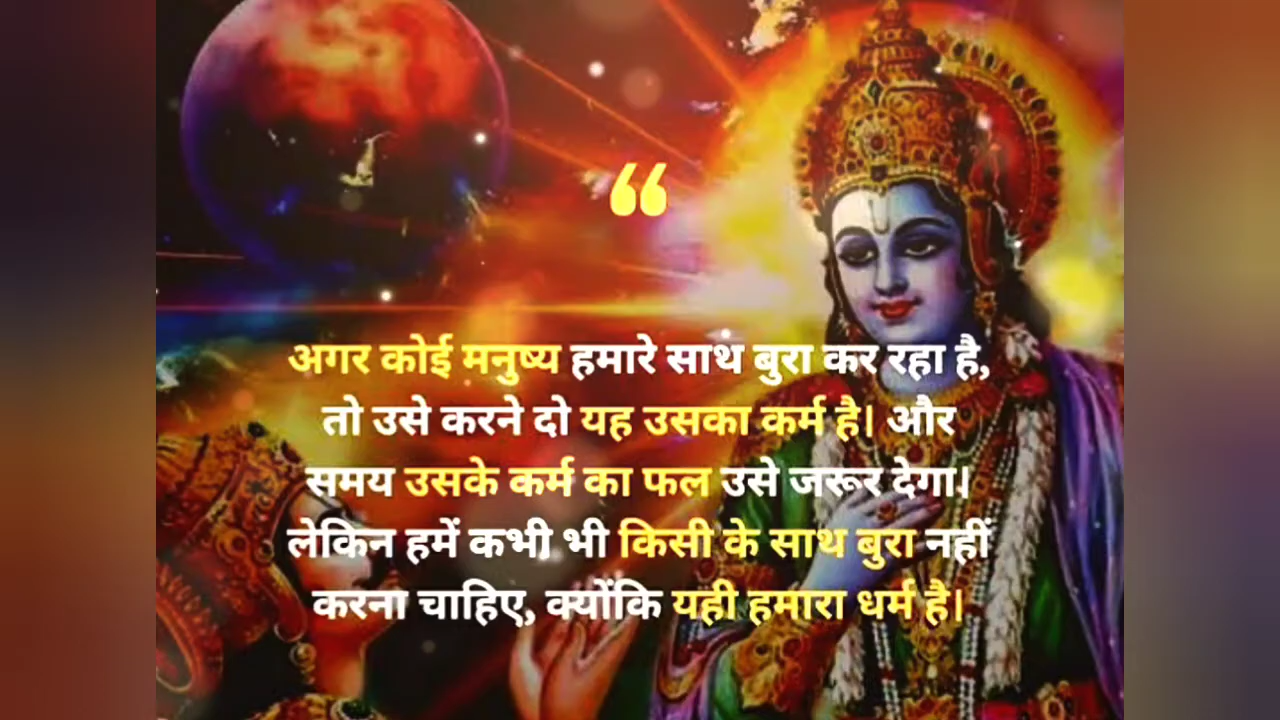 “
अगर कोई मनुष्य हमारे साथ बुरा कर रहा है,
तो उसे करने दो यह उसका कर्म है। और
समय उसके कर्म का फल उसे जरूर देगा।
लेकिन हमें कभी भी किसी के साथ बुरा नहीं
करना चाहिए, क्योंकि यही हमारा धर्म है।